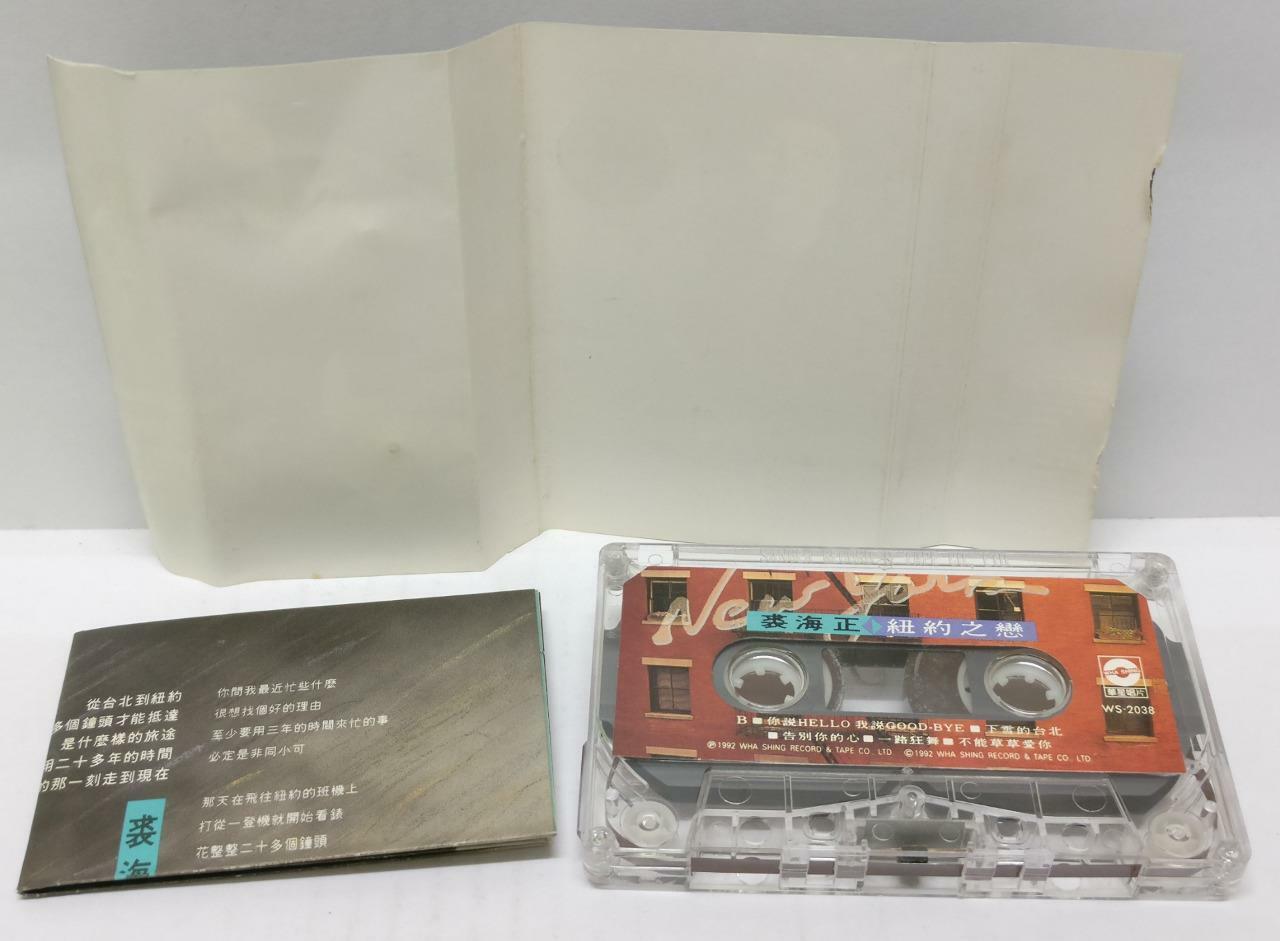 從台北到紐約
多個鐘頭才能抵達
是什麼樣的旅途
用二十多年的時間
的那一刻走到現在
裘海
你問我最近忙些什麼
很想找個好的理由
至少要用三年的時間來忙的事
必定是非同小可
那天在飛往紐約的班機上
打從一登機就開始看錶
花整整二十多個鐘頭
New York
裘海正 紐約之戀
WHA SHING
華星唱片
WS-2038
B ■你説HELLO 我説GOOD-BYE ■下雪的台北
■告別你的心 ■一路狂舞 ■不能草草愛你
℗1992 WHA SHING RECORD & TAPE CO. LTD ©1992 WHA SHING RECORD & TAPE CO. LTD